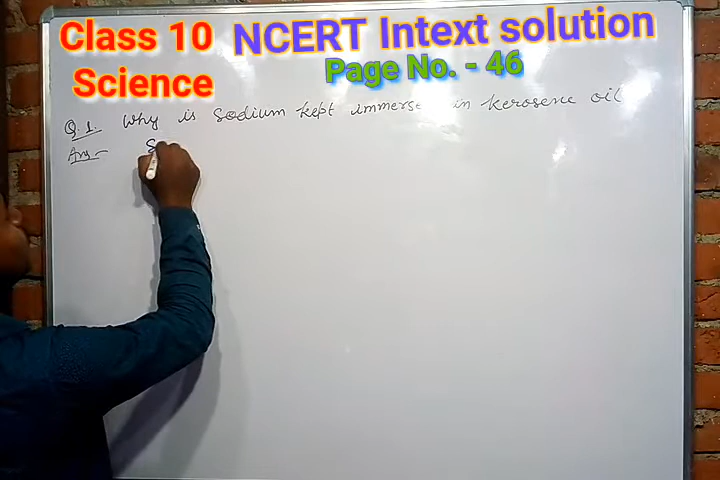 Class 10 NCERT Intext solution
Science Page No. - 46
Q.1. Why is Sodium kept immerse in kerosene oil
Ans- S